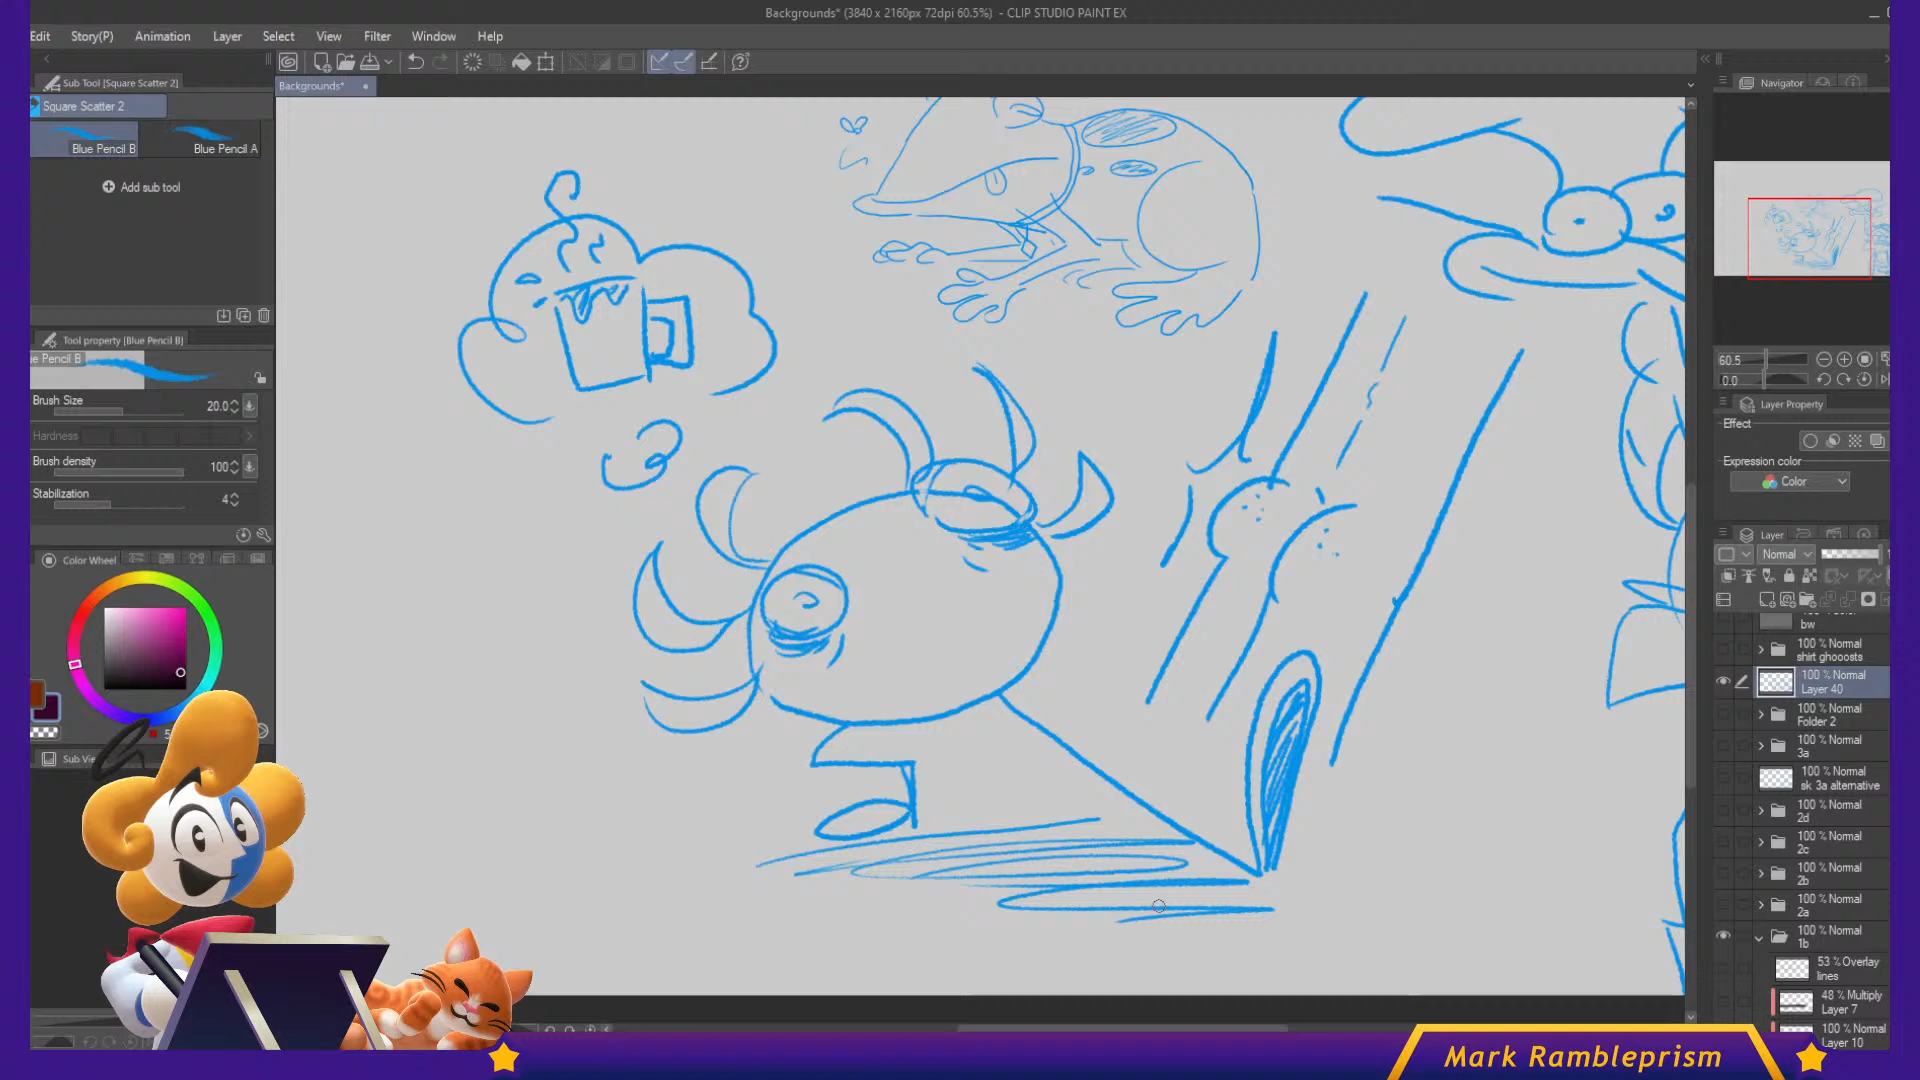 Backgrounds* (3840 x 2160px 72dpi 60.5%) - CLIP STUDIO PAINT EX
Edit Story(P) Animation Layer Select View Filter Window Help
Sub Tool [Square Scatter 2]
Backgrounds*
Navigator
Square Scatter 2
Blue Pencil B
Blue Pencil A
Add sub tool
Tool property [Blue Pencil B]
Pencil B
60.5
0.0
Brush Size 20.0
Layer Property
Effect
Hardness
Brush density 100
Expression color
Color
Stabilization 4
Layer
Color Wheel
Normal
bw
100 % Normal
shirt ghooosts
100 % Normal
Layer 40
100 % Normal
Folder 2
100 % Normal
3a
100 % Normal
sk 3a alternative
100 % Normal
2d
100 % Normal
2c
100 % Normal
2b
100 % Normal
2a
100 % Normal
1b
53 % Overlay
lines
48 % Multiply
Layer 7
100 % Normal
Layer 10
Mark Rambleprism